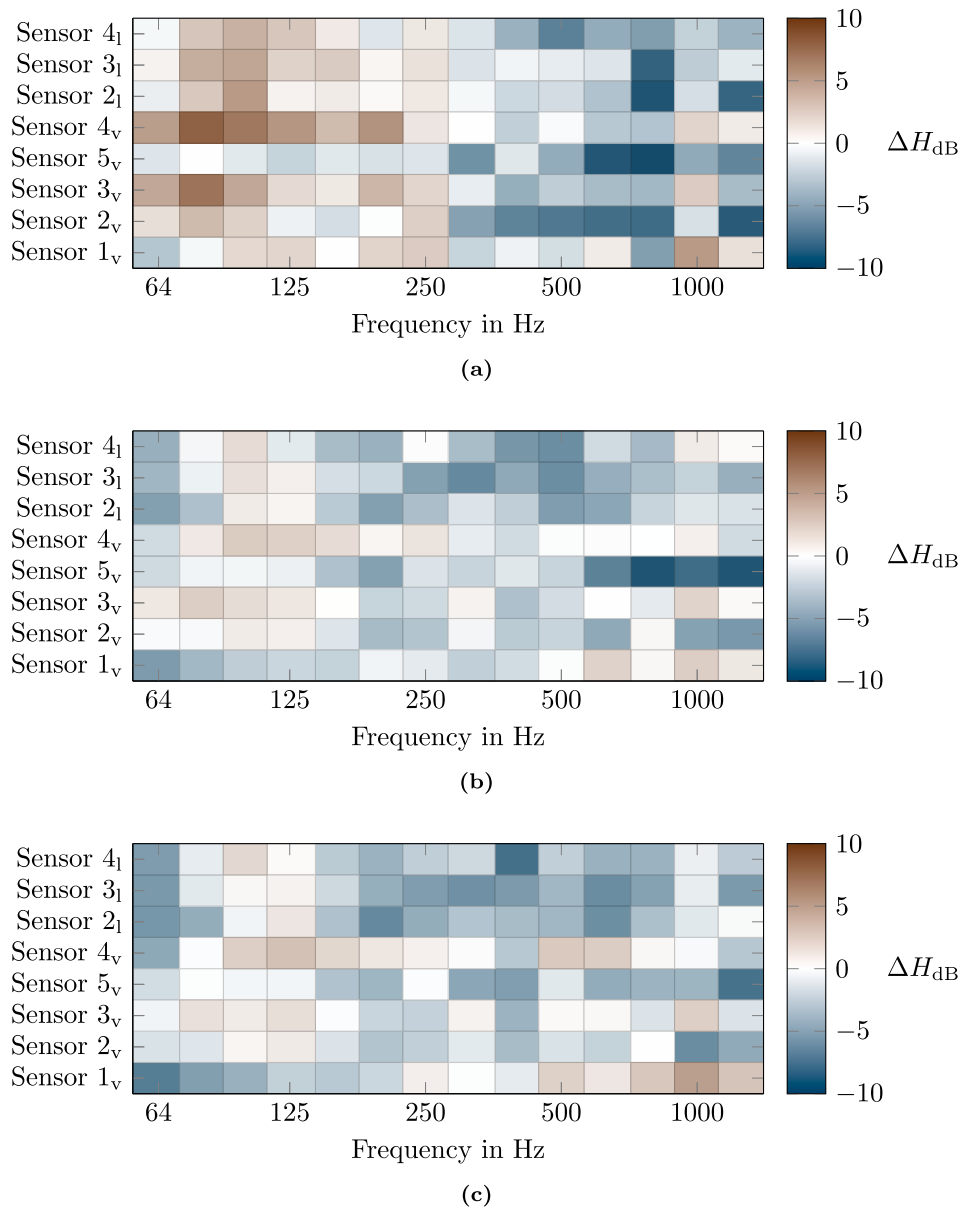 Sensor 4l
Sensor 3l
Sensor 2l
Sensor 4v
Sensor 5v
Sensor 3v
Sensor 2v
Sensor 1v
64 125 250 500 1000
Frequency in Hz
10
5
0
−5
−10
ΔHdB
(a)
Sensor 4l
Sensor 3l
Sensor 2l
Sensor 4v
Sensor 5v
Sensor 3v
Sensor 2v
Sensor 1v
64 125 250 500 1000
Frequency in Hz
10
5
0
−5
−10
ΔHdB
(b)
Sensor 4l
Sensor 3l
Sensor 2l
Sensor 4v
Sensor 5v
Sensor 3v
Sensor 2v
Sensor 1v
64 125 250 500 1000
Frequency in Hz
10
5
0
−5
−10
ΔHdB
(c)